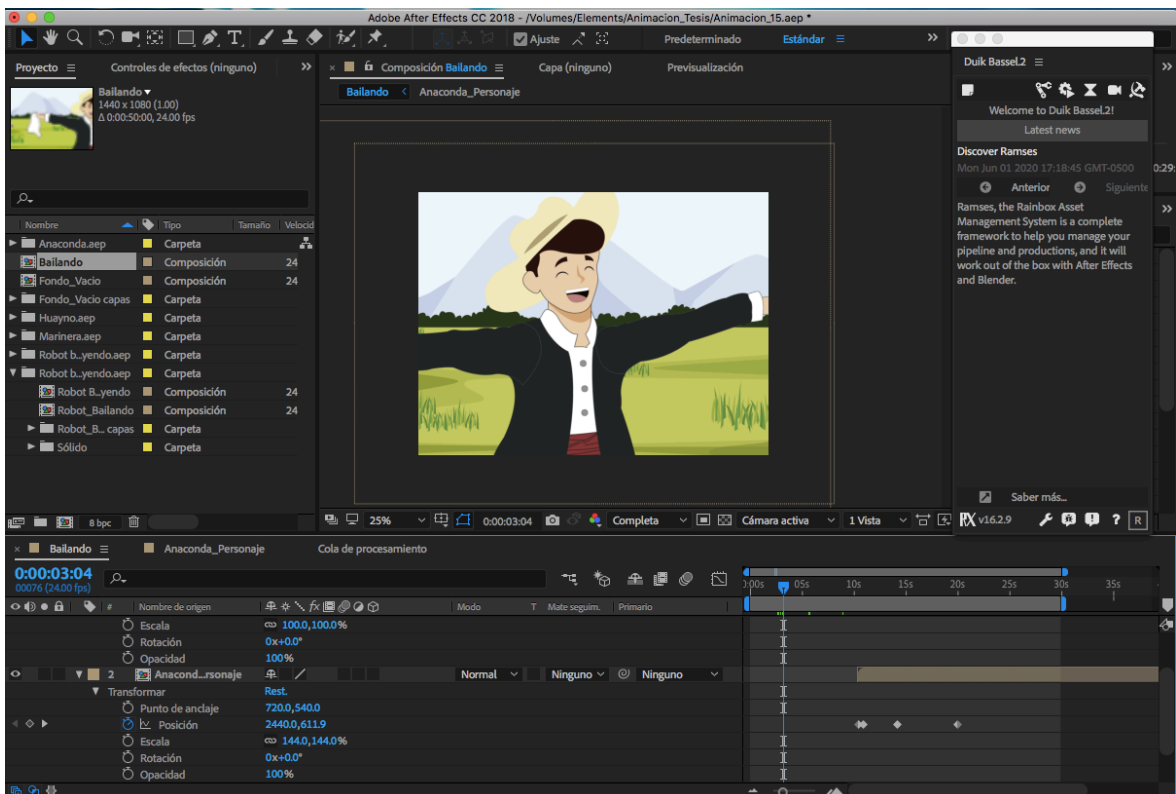 Adobe After Effects CC 2018 - /Volumes/Elements/Animacion_Tesis/Animacion_15.aep *
Ajuste Predeterminado Estándar
Proyecto Controles de efectos (ninguno)
Bailando
1440 x 1080 (1.00)
Δ 0:00:50:00, 24.00 fps
Nombre Tipo Tamaño Velocid
Anaconda.aep Carpeta
Bailando Composición 24
Fondo_Vacio Composición 24
Fondo_Vacio capas Carpeta
Huayno.aep Carpeta
Marinera.aep Carpeta
Robot b...yendo.aep Carpeta
Robot b...yendo.aep Carpeta
Robot B...yendo Composición 24
Robot_Bailando Composición 24
Robot_B... capas Carpeta
Sólido Carpeta
8 bpc
Composición Bailando Capa (ninguno) Previsualización
Bailando Anaconda_Personaje
25% 0:00:03:04 Completa Cámara activa 1 Vista
Duik Bassel.2
Welcome to Duik Bassel.2!
Latest news
Discover Ramses
Mon Jun 01 2020 17:18:45 GMT-0500
Anterior Siguiente
Ramses, the Rainbox Asset
Management System is a complete
framework to help you manage your
pipeline and productions, and it will
work out of the box with After Effects
and Blender.
Saber más...
RX v16.2.9 ? R
0:29:
Bailando Anaconda_Personaje Cola de procesamiento
0:00:03:04
00076 (24.00 fps)
# Nombre de origen fx Modo T Mate seguim. Primario
0:00s 05s 10s 15s 20s 25s 30s 35s
Escala 100.0,100.0%
Rotación 0x+0.0°
Opacidad 100%
2 Anacond...rsonaje Normal Ninguno Ninguno
Transformar Rest.
Punto de anclaje 720.0,540.0
Posición 2440.0,611.9
Escala 144.0,144.0%
Rotación 0x+0.0°
Opacidad 100%